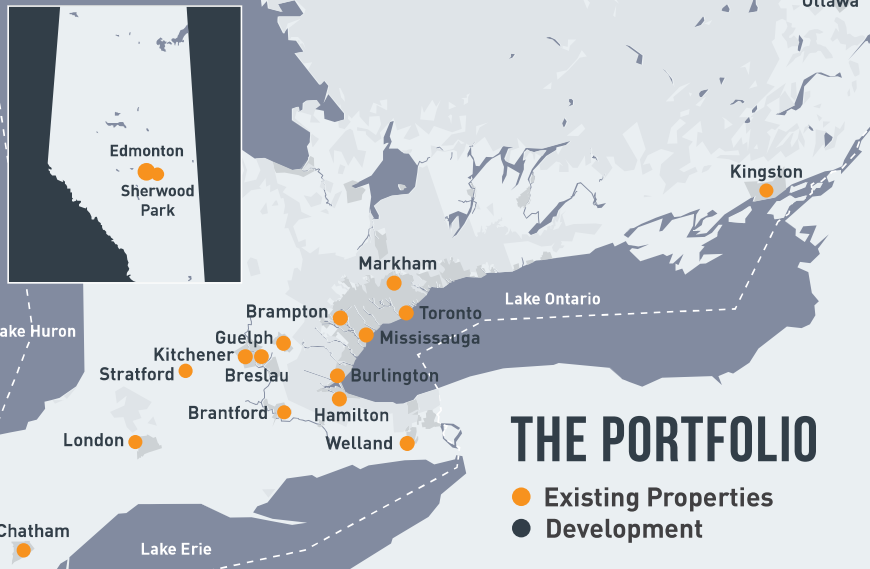 Ottawa
Edmonton
Sherwood
Park
Kingston
Markham
Lake Ontario
Brampton
Toronto
ake Huron
Guelph
Mississauga
Kitchener
Stratford
Breslau
Burlington
Brantford
Hamilton
London
Welland
THE PORTFOLIO
Existing Properties
Development
Chatham
Lake Erie